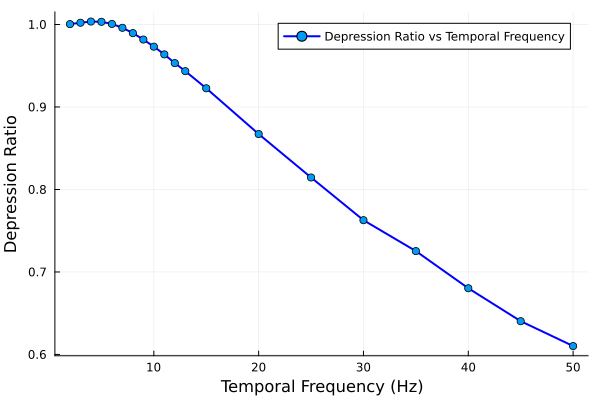 Depression Ratio vs Temporal Frequency
1.0
0.9
0.8
0.7
0.6
Depression Ratio
10 20 30 40 50
Temporal Frequency (Hz)